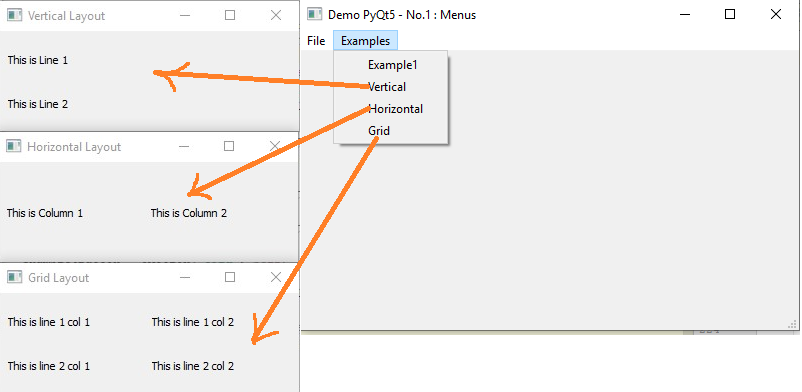 Vertical Layout
This is Line 1
This is Line 2
Horizontal Layout
This is Column 1 This is Column 2
Grid Layout
This is line 1 col 1 This is line 1 col 2
This is line 2 col 1 This is line 2 col 2
Demo PyQt5 - No.1 : Menus
File Examples
Example1
Vertical
Horizontal
Grid